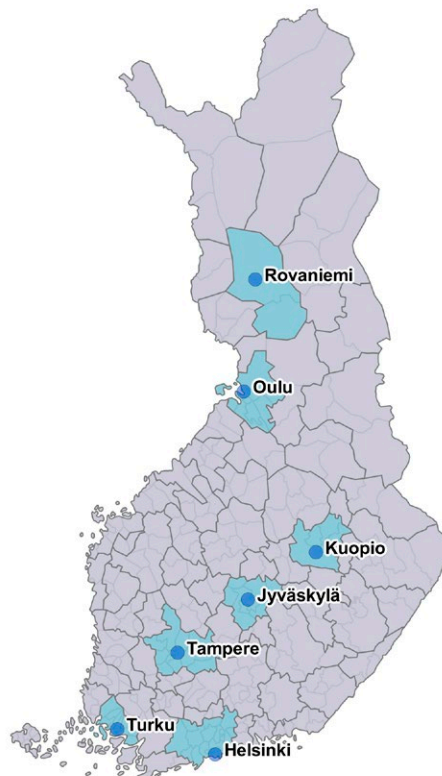 Rovaniemi
Oulu
Kuopio
Jyväskylä
Tampere
Turku
Helsinki